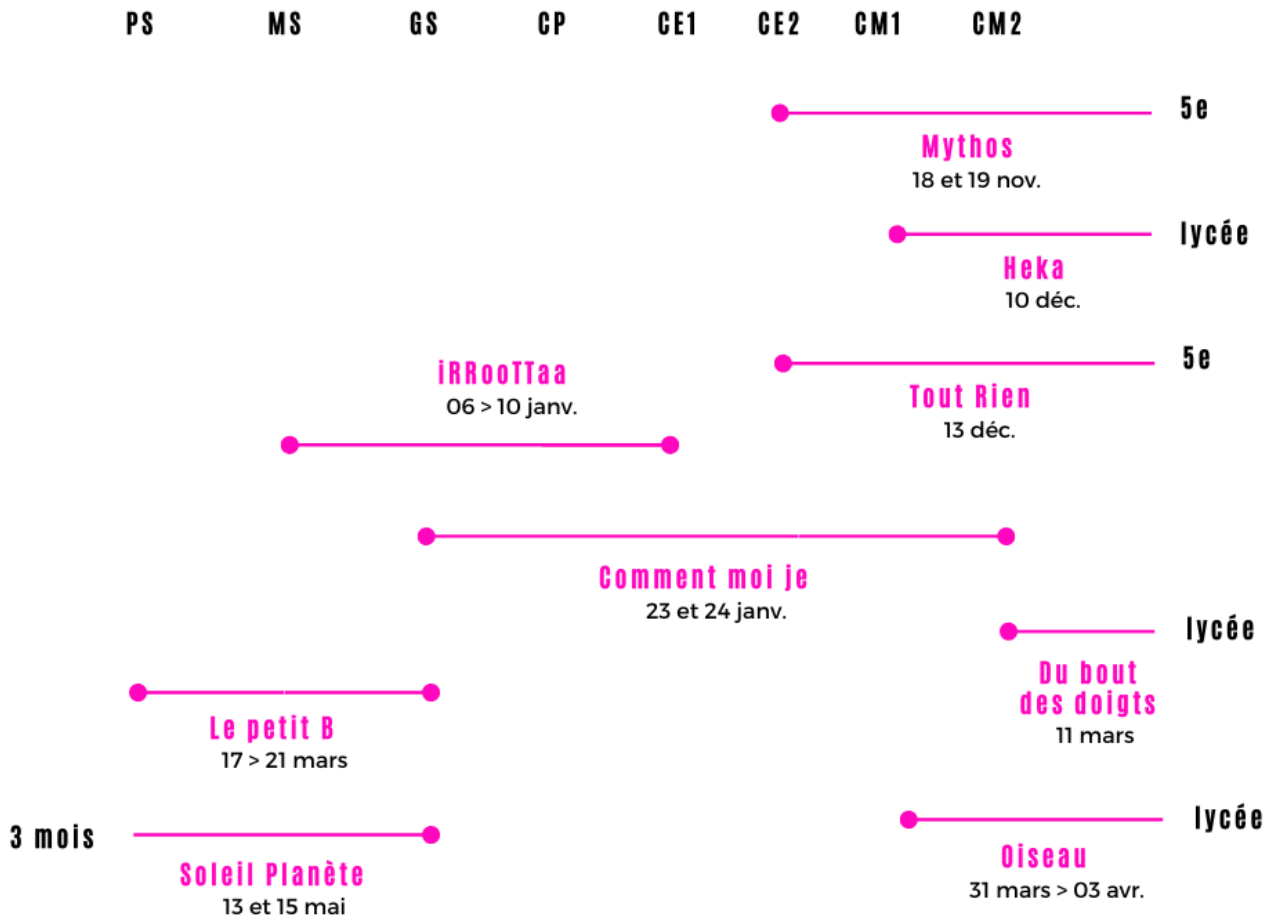 PS MS GS CP CE1 CE2 CM1 CM2
5e
Mythos
18 et 19 nov.
lycée
Heka
10 déc.
5e
Tout Rien
13 déc.
iRRooTTaa
06 > 10 janv.
Comment moi je
23 et 24 janv.
lycée
Du bout
des doigts
11 mars
Le petit B
17 > 21 mars
3 mois
Soleil Planète
13 et 15 mai
lycée
Oiseau
31 mars > 03 avr.